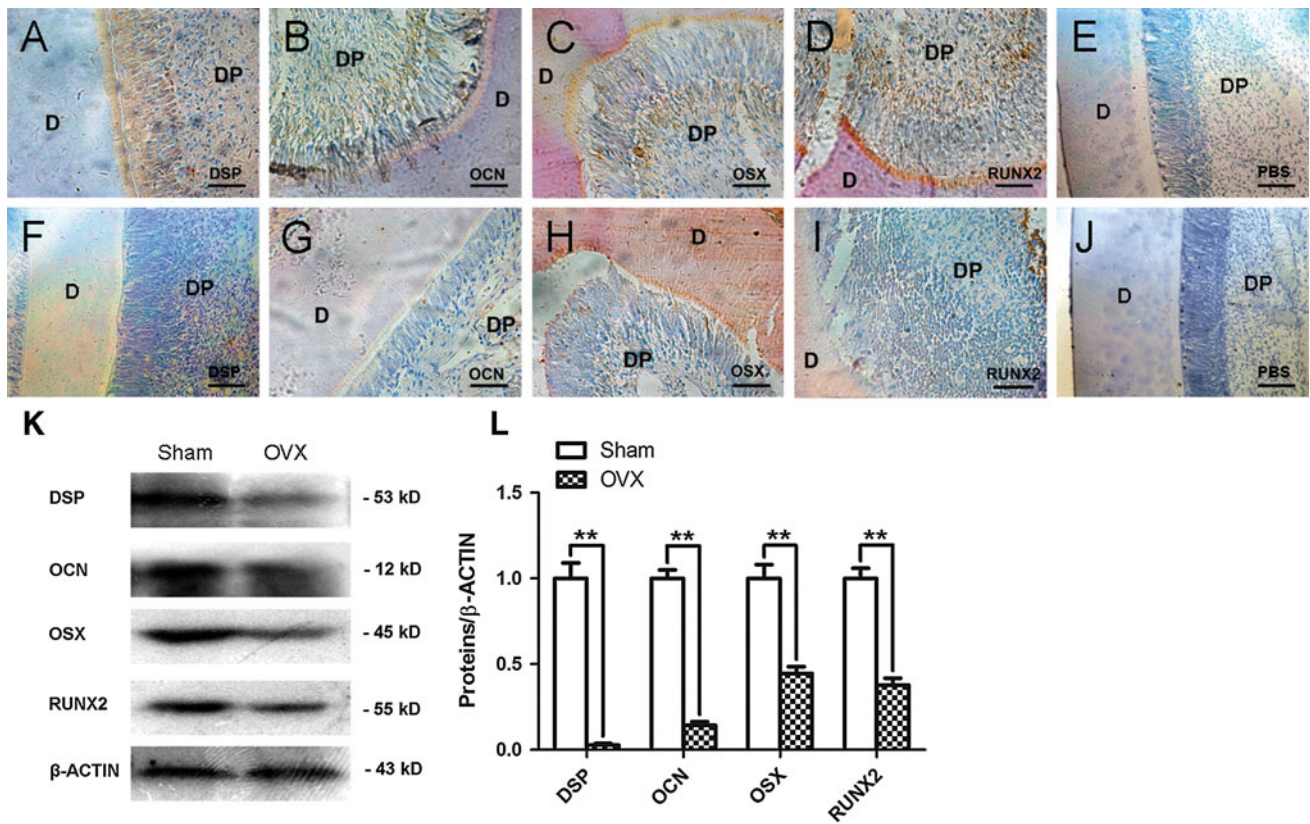 A
DP
D
DSP
B
DP
D
OCN
C
D
DP
OSX
D
DP
D
RUNX2
E
D
DP
PBS
F
D
DP
DSP
G
D
DP
OCN
H
D
DP
OSX
I
DP
D
RUNX2
J
D
DP
PBS
K
Sham OVX
DSP - 53 kD
OCN - 12 kD
OSX - 45 kD
RUNX2 - 55 kD
β-ACTIN - 43 kD
L
Sham
OVX
Proteins/β-ACTIN
1.5
1.0
0.5
0.0
** ** ** **
DSP OCN OSX RUNX2